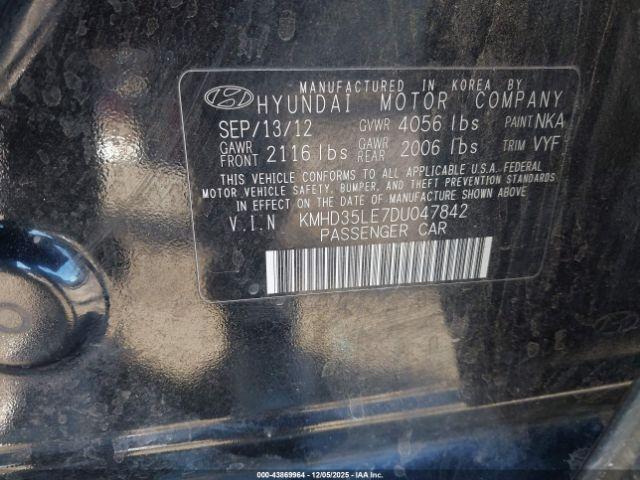 MANUFACTURED IN KOREA BY
HYUNDAI MOTOR COMPANY
SEP/13/12 GVWR 4056 lbs PAINT NKA
GAWR FRONT 2116 lbs GAWR REAR 2006 lbs TRIM VYF
THIS VEHICLE CONFORMS TO ALL APPLICABLE U.S.A. FEDERAL
MOTOR VEHICLE SAFETY, BUMPER, AND THEFT PREVENTION STANDARDS
IN EFFECT ON THE DATE OF MANUFACTURE SHOWN ABOVE
V.I.N KMHD35LE7DU047842
PASSENGER CAR
000-43869964 - 12/05/2025 - IAAI.COM